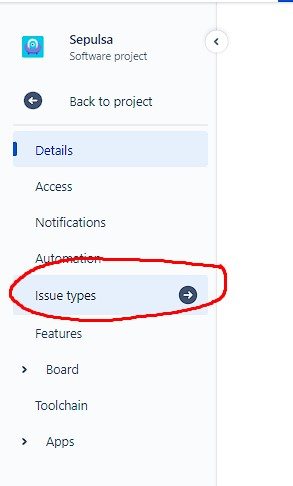 Sepulsa
Software project
Back to project
Details
Access
Notifications
Automation
Issue types
Features
Board
Toolchain
Apps